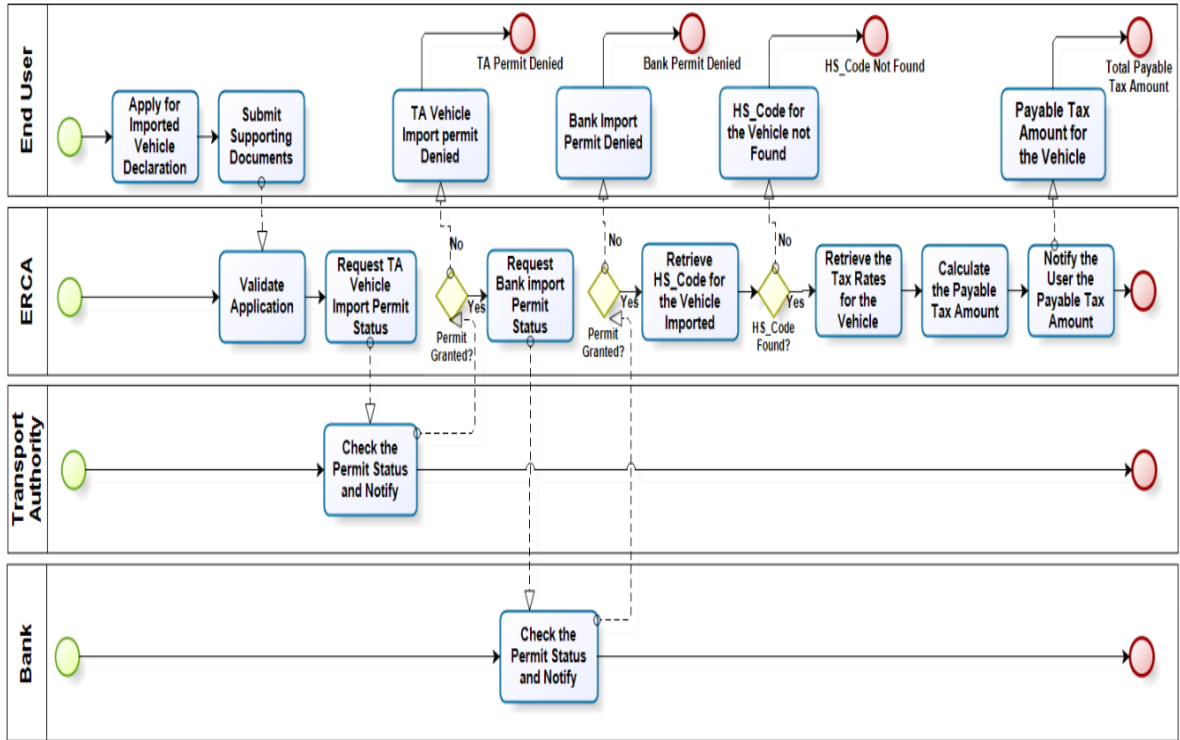 End User
Apply for
Imported
Vehicle
Declaration
Submit
Supporting
Documents
TA Vehicle
Import permit
Denied
TA Permit Denied
Bank Import
Permit Denied
Bank Permit Denied
HS_Code for
the Vehicle not
Found
HS_Code Not Found
Payable Tax
Amount for
the Vehicle
Total Payable
Tax Amount
ERCA
Validate
Application
Request TA
Vehicle
Import Permit
Status
No
Yes
Permit
Granted?
Request
Bank import
Permit
Status
No
Yes
Permit
Granted?
Retrieve
HS_Code for
the Vehicle
Imported
No
Yes
HS_Code
Found?
Retrieve the
Tax Rates
for the
Vehicle
Calculate
the Payable
Tax Amount
Notify the
User the
Payable Tax
Amount
Transport
Authority
Check the
Permit Status
and Notify
Bank
Check the
Permit Status
and Notify